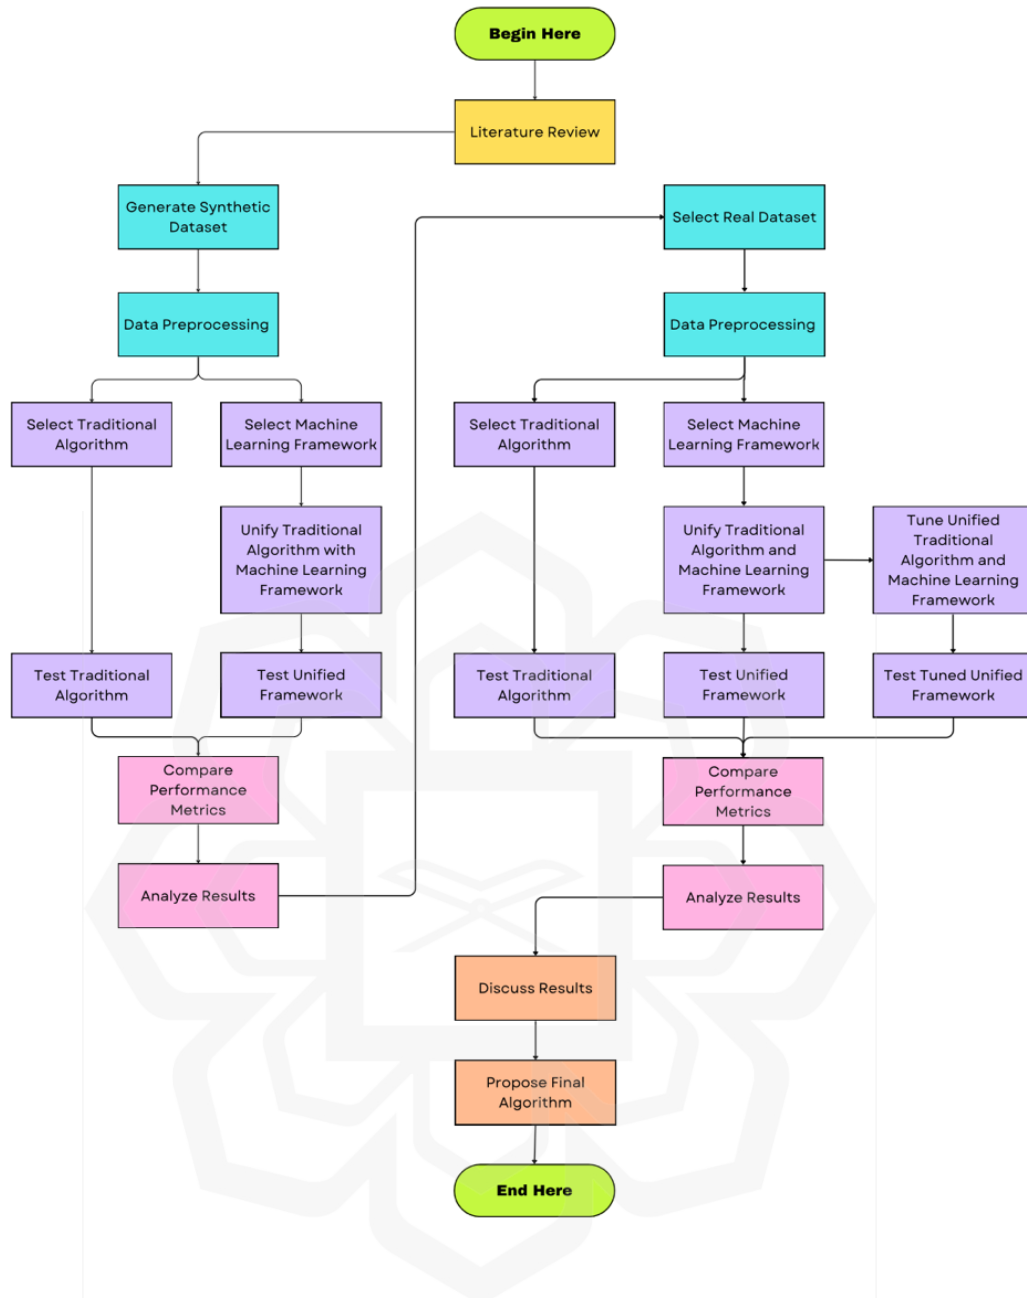 Begin Here
Literature Review
Generate Synthetic
Dataset
Data Preprocessing
Select Traditional
Algorithm
Select Machine
Learning Framework
Unify Traditional
Algorithm with
Machine Learning
Framework
Test Traditional
Algorithm
Test Unified
Framework
Compare
Performance
Metrics
Analyze Results
Select Real Dataset
Data Preprocessing
Select Traditional
Algorithm
Select Machine
Learning Framework
Unify Traditional
Algorithm and
Machine Learning
Framework
Tune Unified
Traditional
Algorithm and
Machine Learning
Framework
Test Traditional
Algorithm
Test Unified
Framework
Test Tuned Unified
Framework
Compare
Performance
Metrics
Analyze Results
Discuss Results
Propose Final
Algorithm
End Here